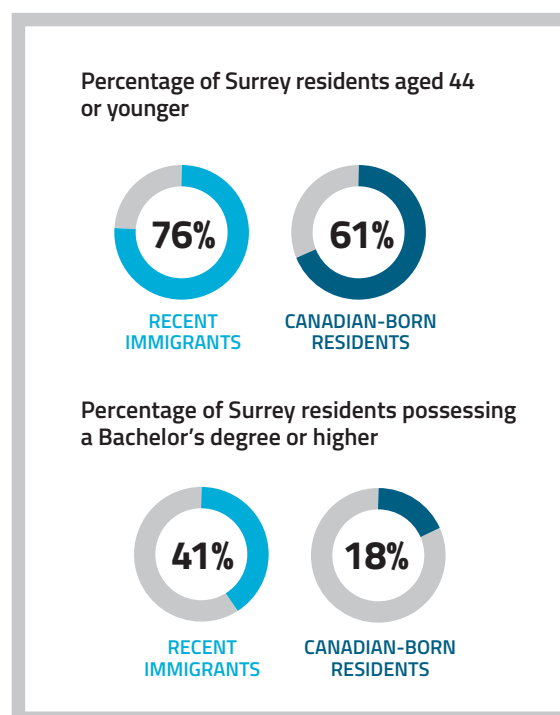 Percentage of Surrey residents aged 44
or younger
76%
61%
RECENT
IMMIGRANTS
CANADIAN-BORN
RESIDENTS
Percentage of Surrey residents possessing
a Bachelor’s degree or higher
41%
18%
RECENT
IMMIGRANTS
CANADIAN-BORN
RESIDENTS